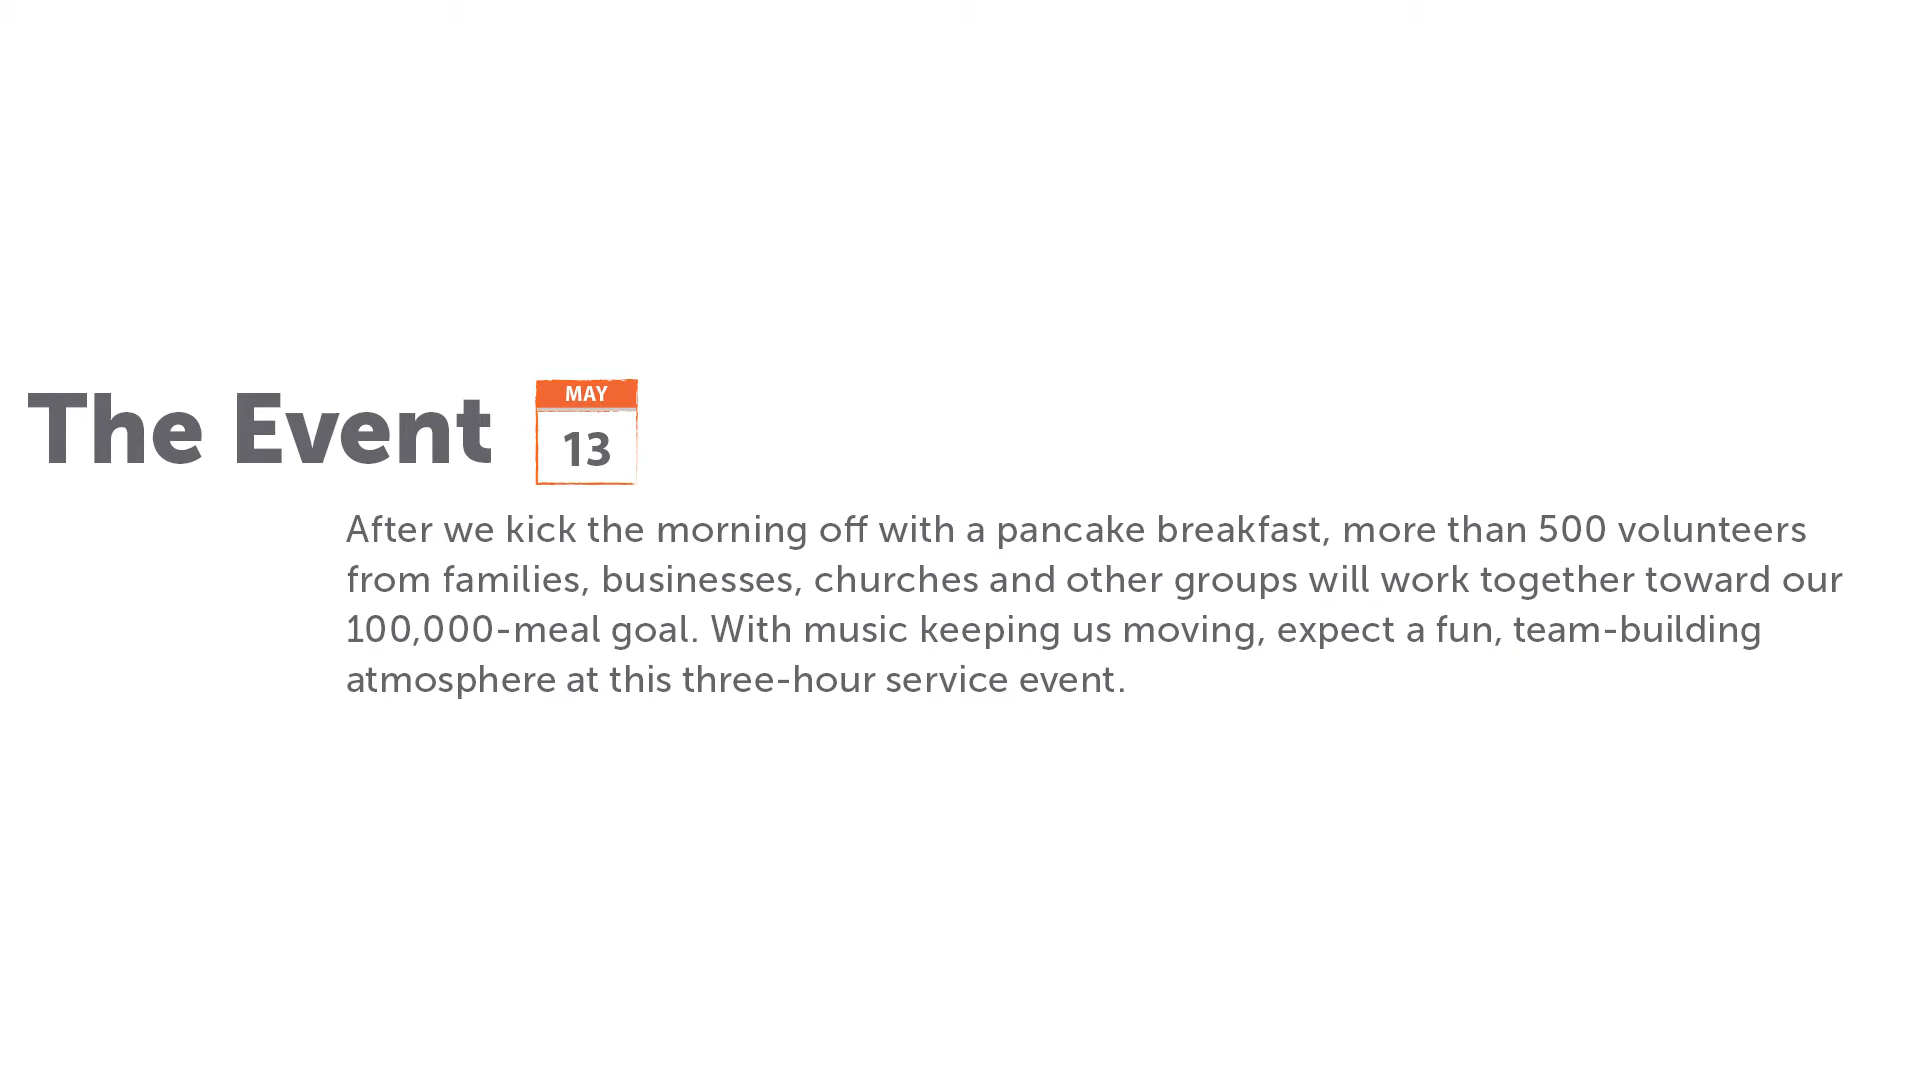 The Event
MAY
13
After we kick the morning off with a pancake breakfast, more than 500 volunteers
from families, businesses, churches and other groups will work together toward our
100,000-meal goal. With music keeping us moving, expect a fun, team-building
atmosphere at this three-hour service event.